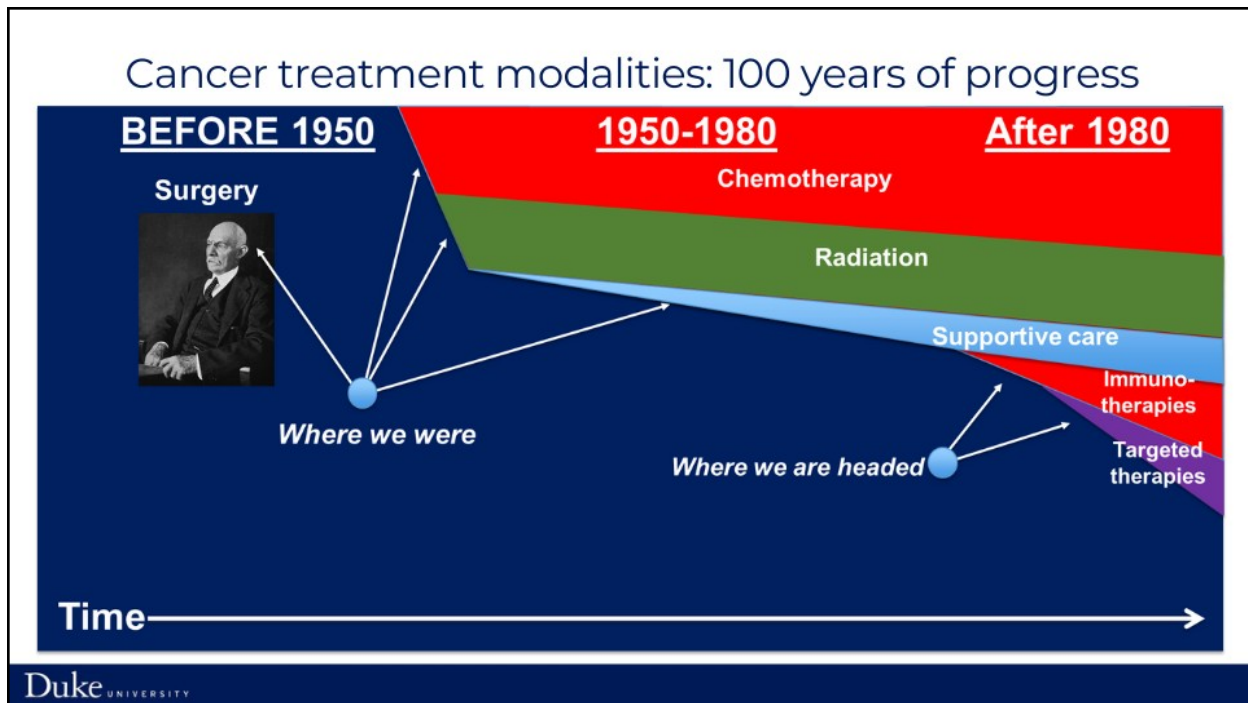 Cancer treatment modalities: 100 years of progress
BEFORE 1950
1950-1980
After 1980
Surgery
Chemotherapy
Radiation
Supportive care
Immuno-
therapies
Where we were
Where we are headed
Targeted
therapies
Time
Duke UNIVERSITY